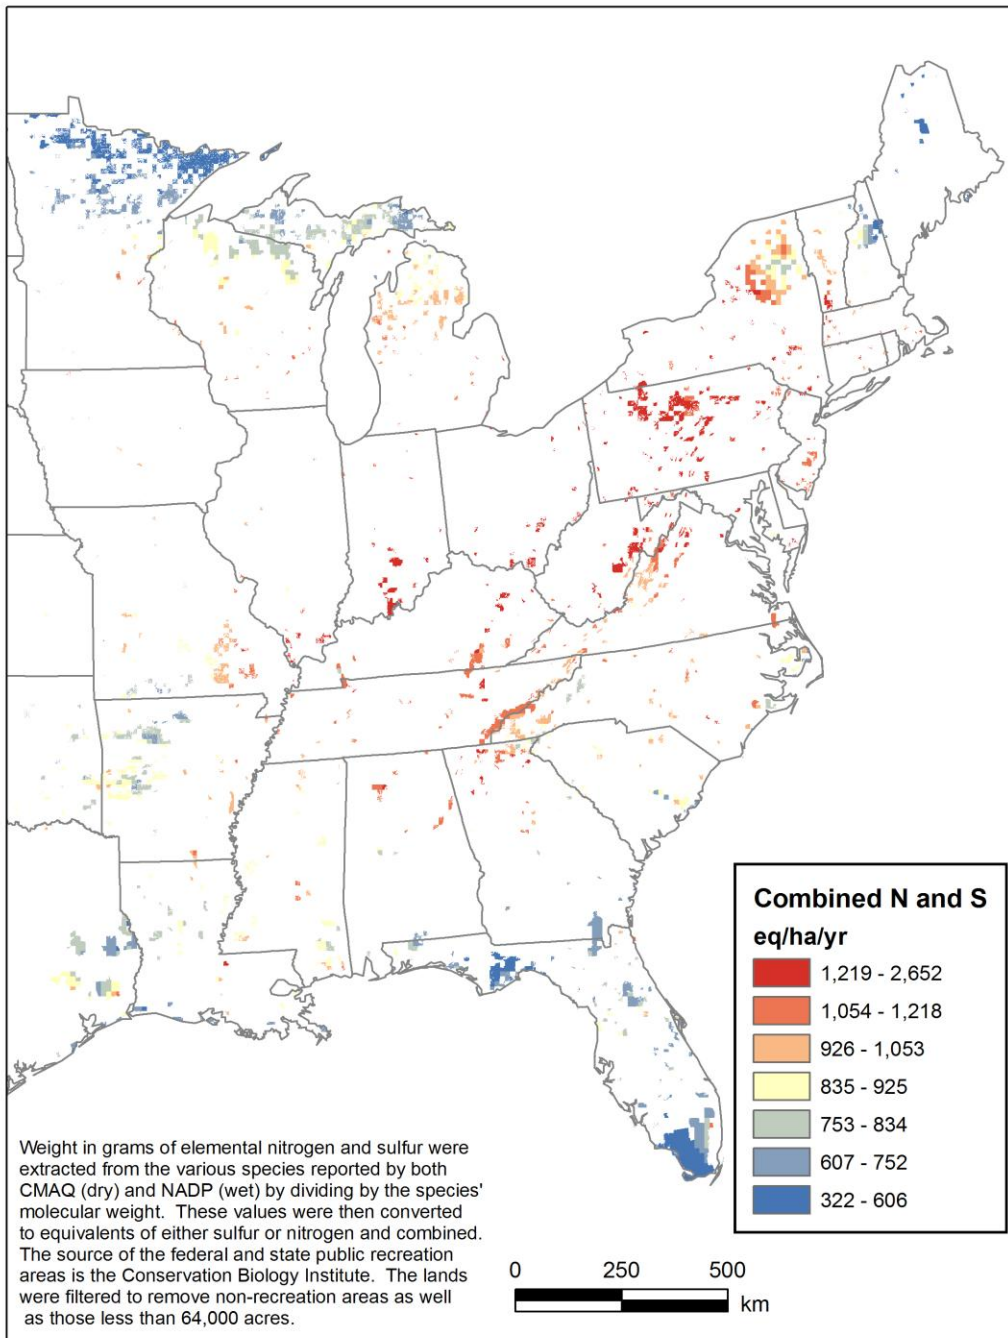 Combined N and S
eq/ha/yr
1,219 - 2,652
1,054 - 1,218
926 - 1,053
835 - 925
753 - 834
607 - 752
322 - 606
Weight in grams of elemental nitrogen and sulfur were
extracted from the various species reported by both
CMAQ (dry) and NADP (wet) by dividing by the species'
molecular weight. These values were then converted
to equivalents of either sulfur or nitrogen and combined.
The source of the federal and state public recreation
areas is the Conservation Biology Institute. The lands
were filtered to remove non-recreation areas as well
as those less than 64,000 acres.
0 250 500
km